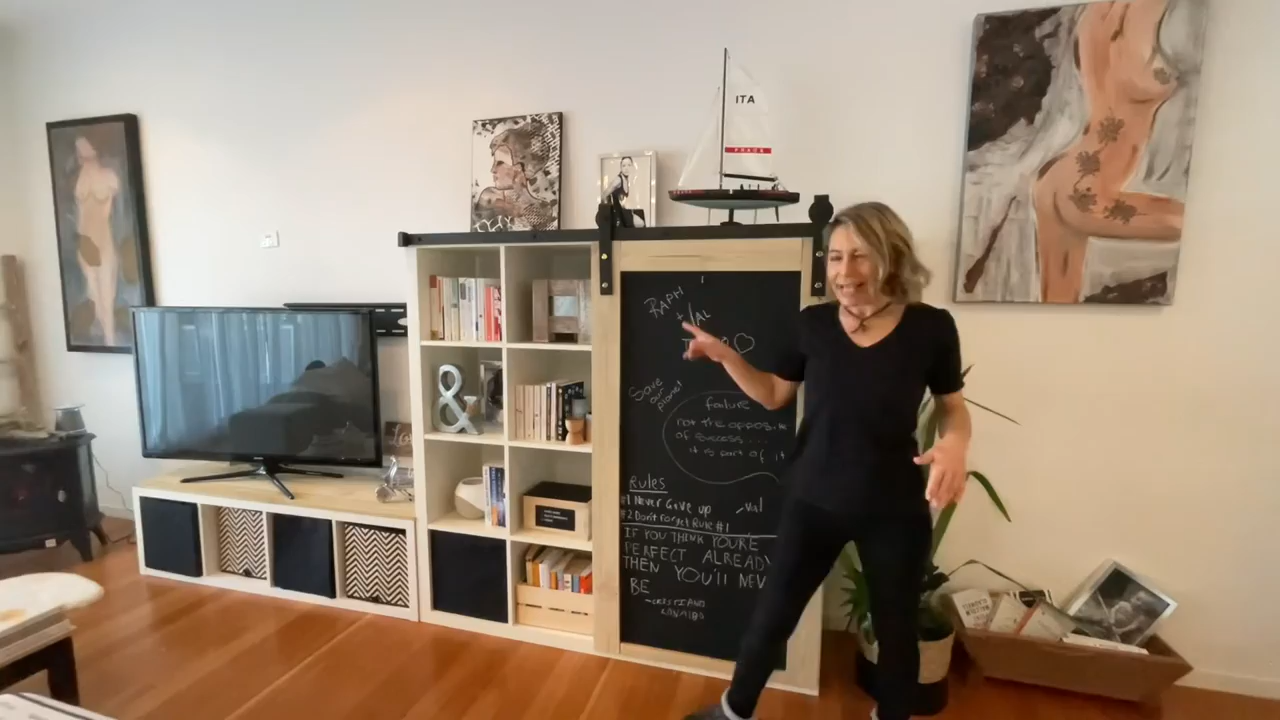 ITA
RAPH
+ VAL
Save
our
planet
failure
not the opposite
of success....
it is part of it
Rules
#1 Never Give up
-Val
#2 Don't Forget Rule #1
IF YOU THINK YOU'RE
PERFECT ALREADY
THEN YOU'll NEV
BE
&